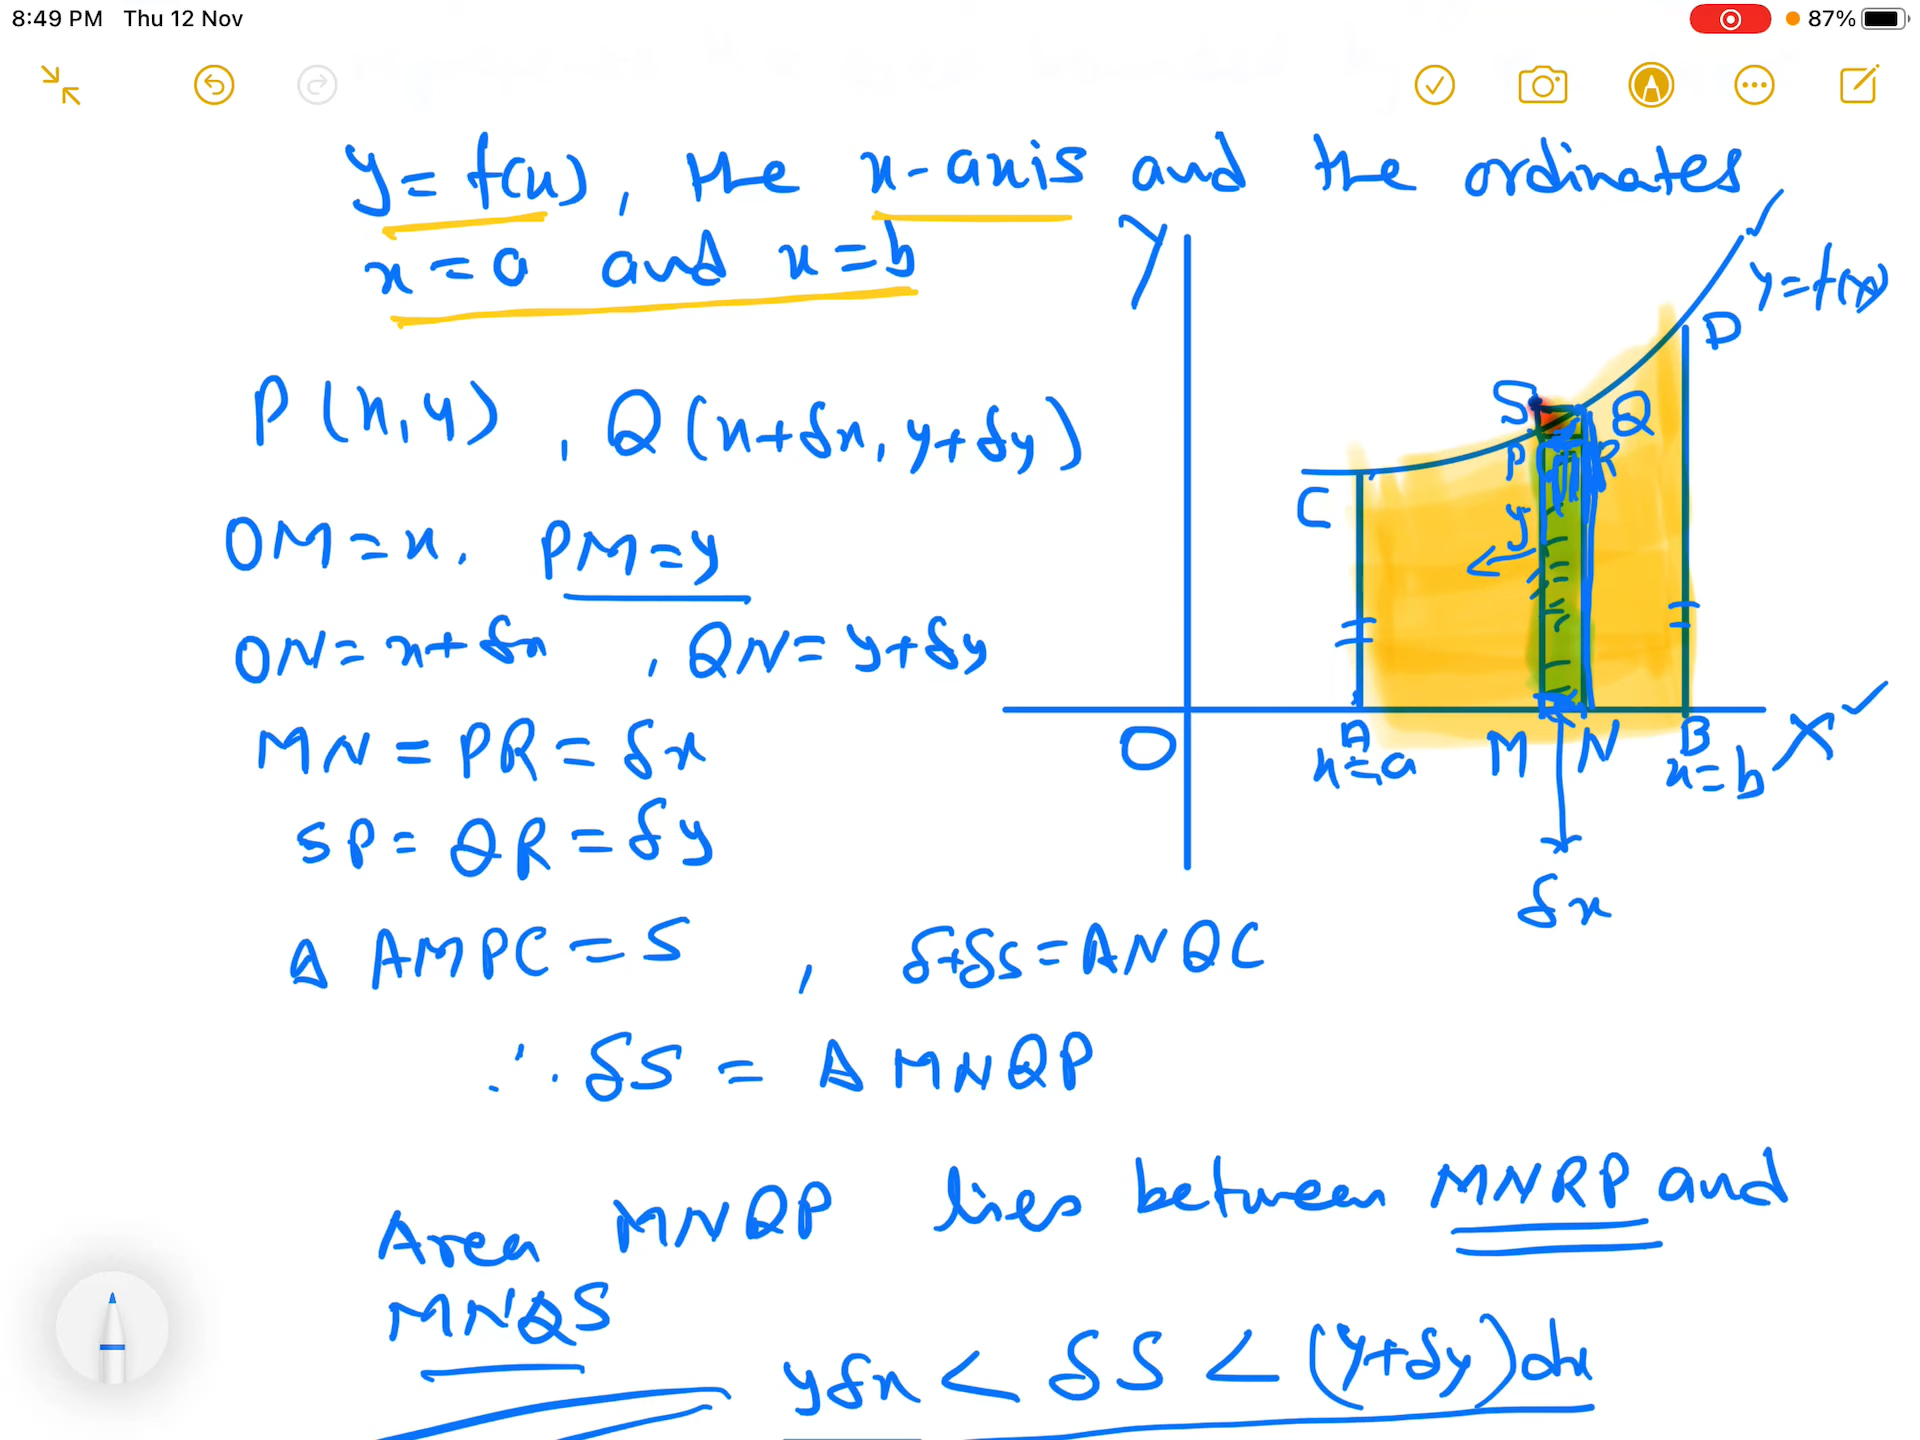 8:49 PM Thu 12 Nov
87%
y = f(x), the x-axis and the ordinates
x = a and x = b
Y
y = f(x)
D
S
Q
P
R
C
y
P(x,y), Q(x+δx, y+δy)
OM = x. PM = y
ON = x+δx, QN = y+δy
MN = PR = δx
SP = QR = δy
O
A
M
N
B
X
x = a
x = b
δx
Δ AMPC = S, δ+δs = ANQC
∴ δS = Δ MNQP
Area MNQP lies between MNRP and
MNQS
yδx < δS < (y+δy)dx